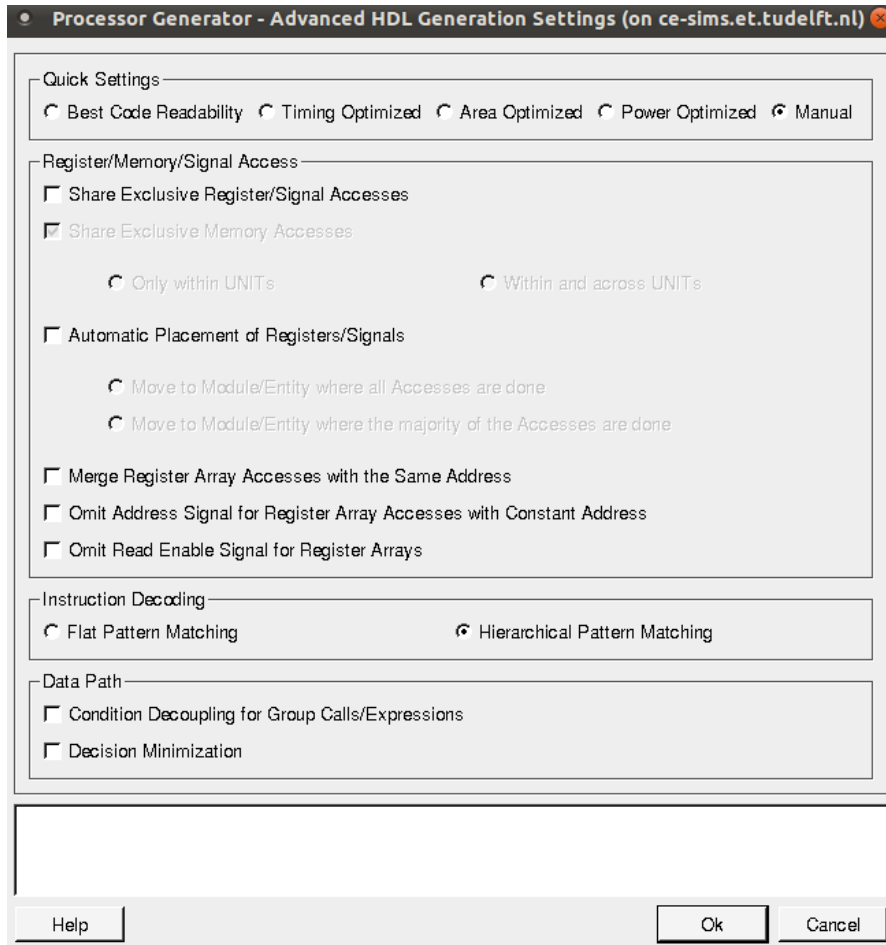 Processor Generator - Advanced HDL Generation Settings (on ce-sims.et.tudelft.nl)
Quick Settings
Best Code Readability Timing Optimized Area Optimized Power Optimized Manual
Register/Memory/Signal Access
Share Exclusive Register/Signal Accesses
Share Exclusive Memory Accesses
Only within UNITs Within and across UNITs
Automatic Placement of Registers/Signals
Move to Module/Entity where all Accesses are done
Move to Module/Entity where the majority of the Accesses are done
Merge Register Array Accesses with the Same Address
Omit Address Signal for Register Array Accesses with Constant Address
Omit Read Enable Signal for Register Arrays
Instruction Decoding
Flat Pattern Matching Hierarchical Pattern Matching
Data Path
Condition Decoupling for Group Calls/Expressions
Decision Minimization
Help Ok Cancel